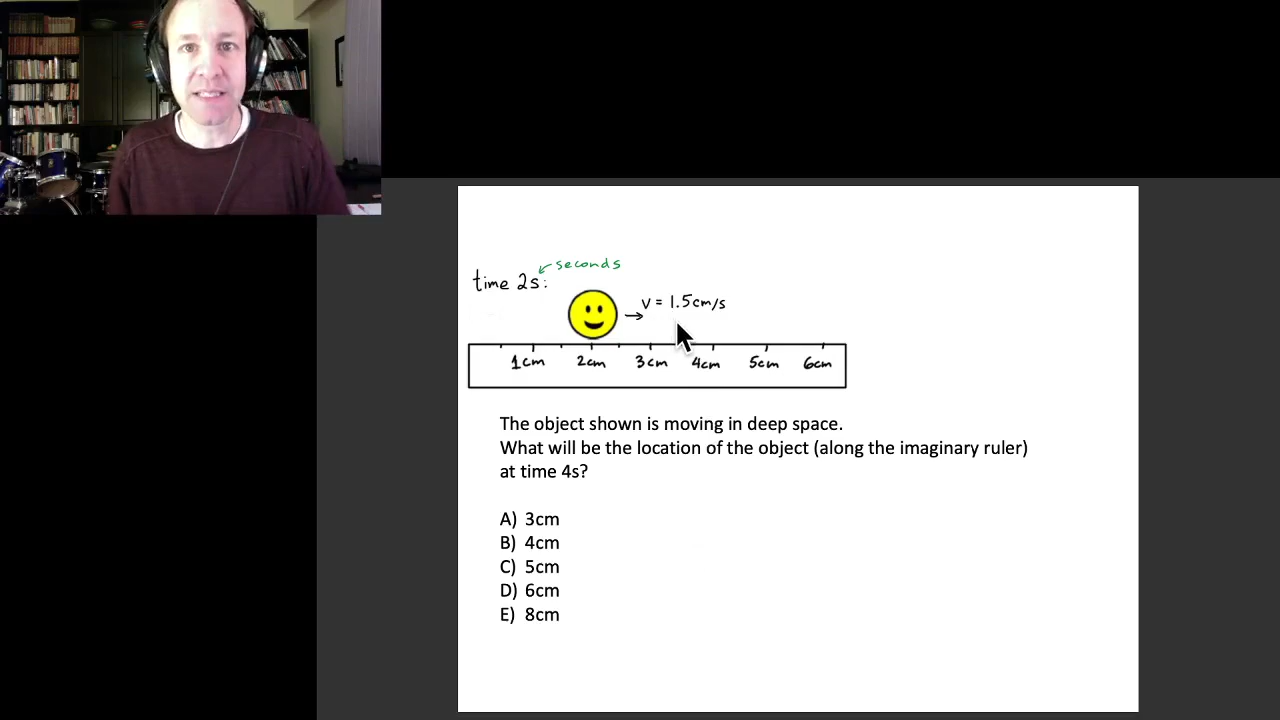 seconds
time 2s:
v = 1.5cm/s
1cm 2cm 3cm 4cm 5cm 6cm
The object shown is moving in deep space.
What will be the location of the object (along the imaginary ruler)
at time 4s?
A) 3cm
B) 4cm
C) 5cm
D) 6cm
E) 8cm